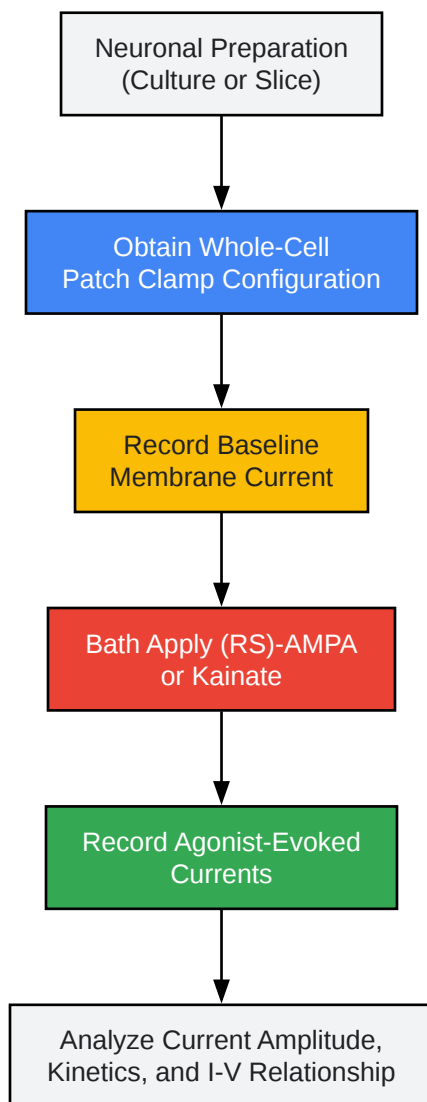 Neuronal Preparation
(Culture or Slice)
Obtain Whole-Cell
Patch Clamp Configuration
Record Baseline
Membrane Current
Bath Apply (RS)-AMPA
or Kainate
Record Agonist-Evoked
Currents
Analyze Current Amplitude,
Kinetics, and I-V Relationship